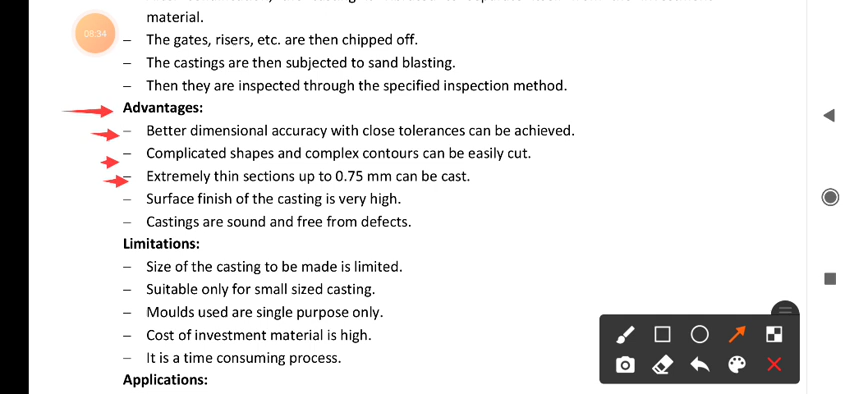 material.
08:34
– The gates, risers, etc. are then chipped off.
– The castings are then subjected to sand blasting.
– Then they are inspected through the specified inspection method.
Advantages:
– Better dimensional accuracy with close tolerances can be achieved.
– Complicated shapes and complex contours can be easily cut.
– Extremely thin sections up to 0.75 mm can be cast.
– Surface finish of the casting is very high.
– Castings are sound and free from defects.
Limitations:
– Size of the casting to be made is limited.
– Suitable only for small sized casting.
– Moulds used are single purpose only.
– Cost of investment material is high.
– It is a time consuming process.
Applications: